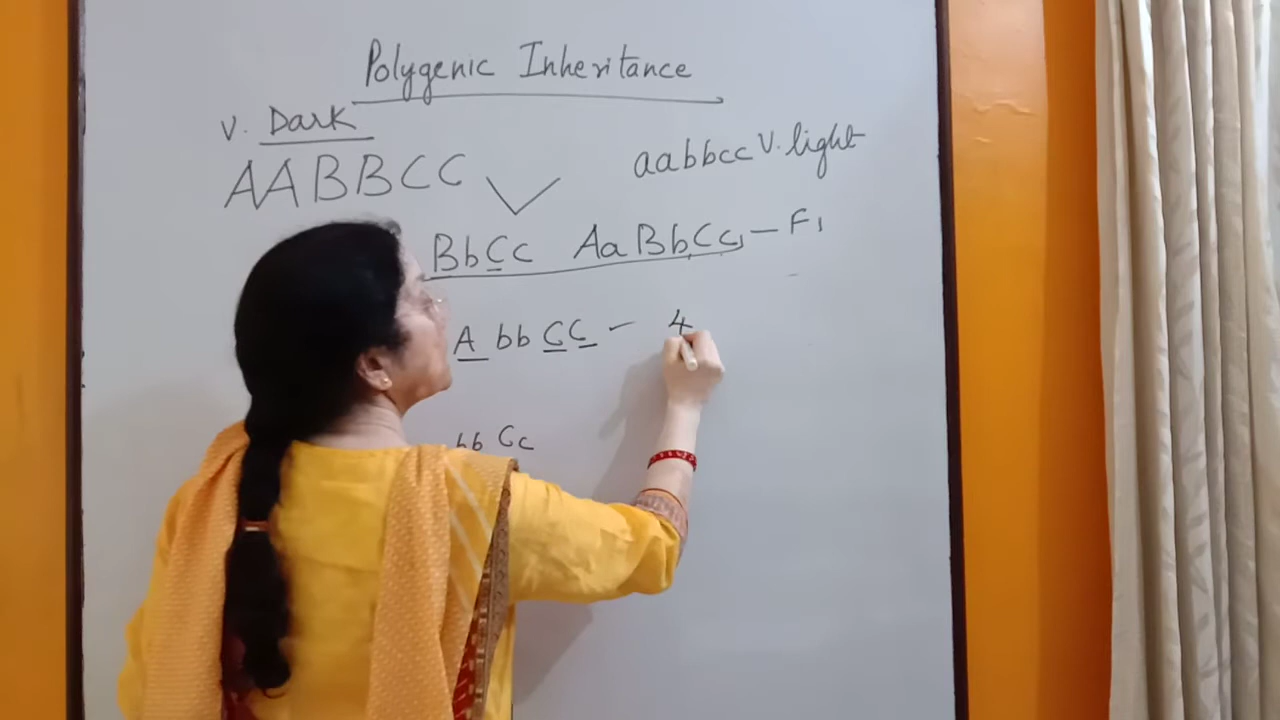 Polygenic Inheritance
V. Dark
AABBCC aabbcc V. light
BbCc AaBbCc - F1
A bb CC - 4
bb Cc